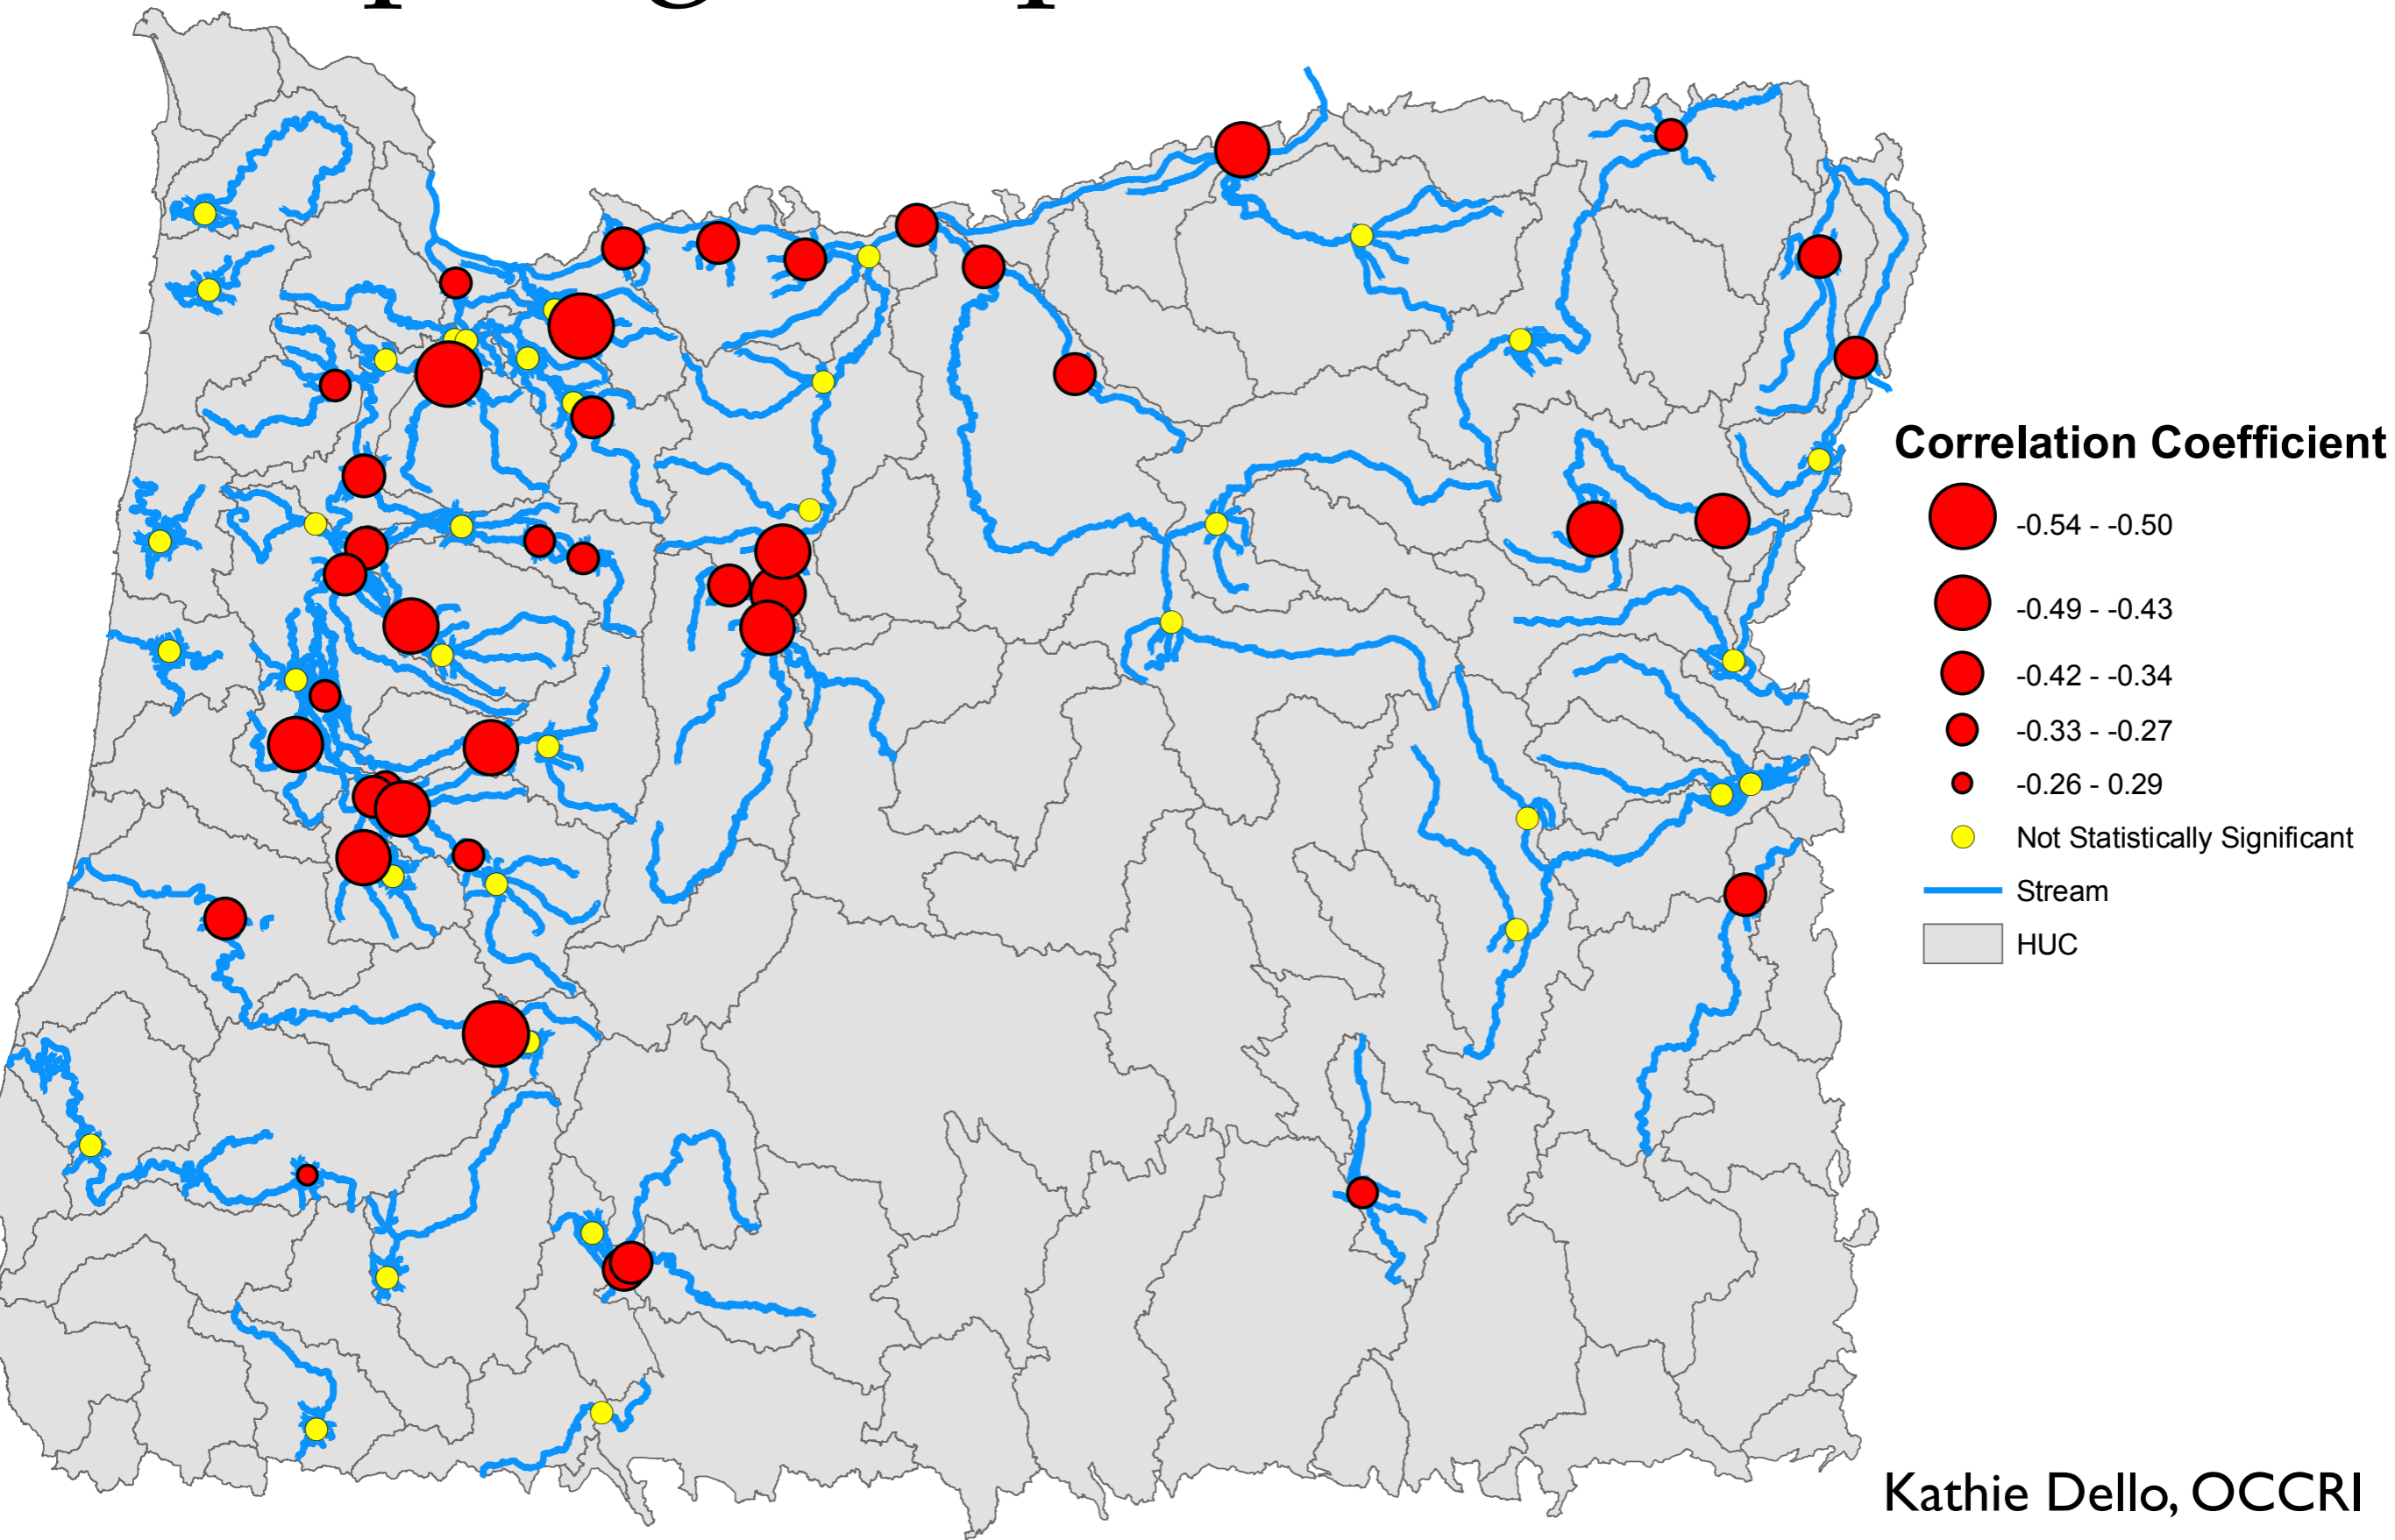 Correlation Coefficient
-0.54 - -0.50
-0.49 - -0.43
-0.42 - -0.34
-0.33 - -0.27
-0.26 - 0.29
Not Statistically Significant
Stream
HUC
Kathie Dello, OCCRI